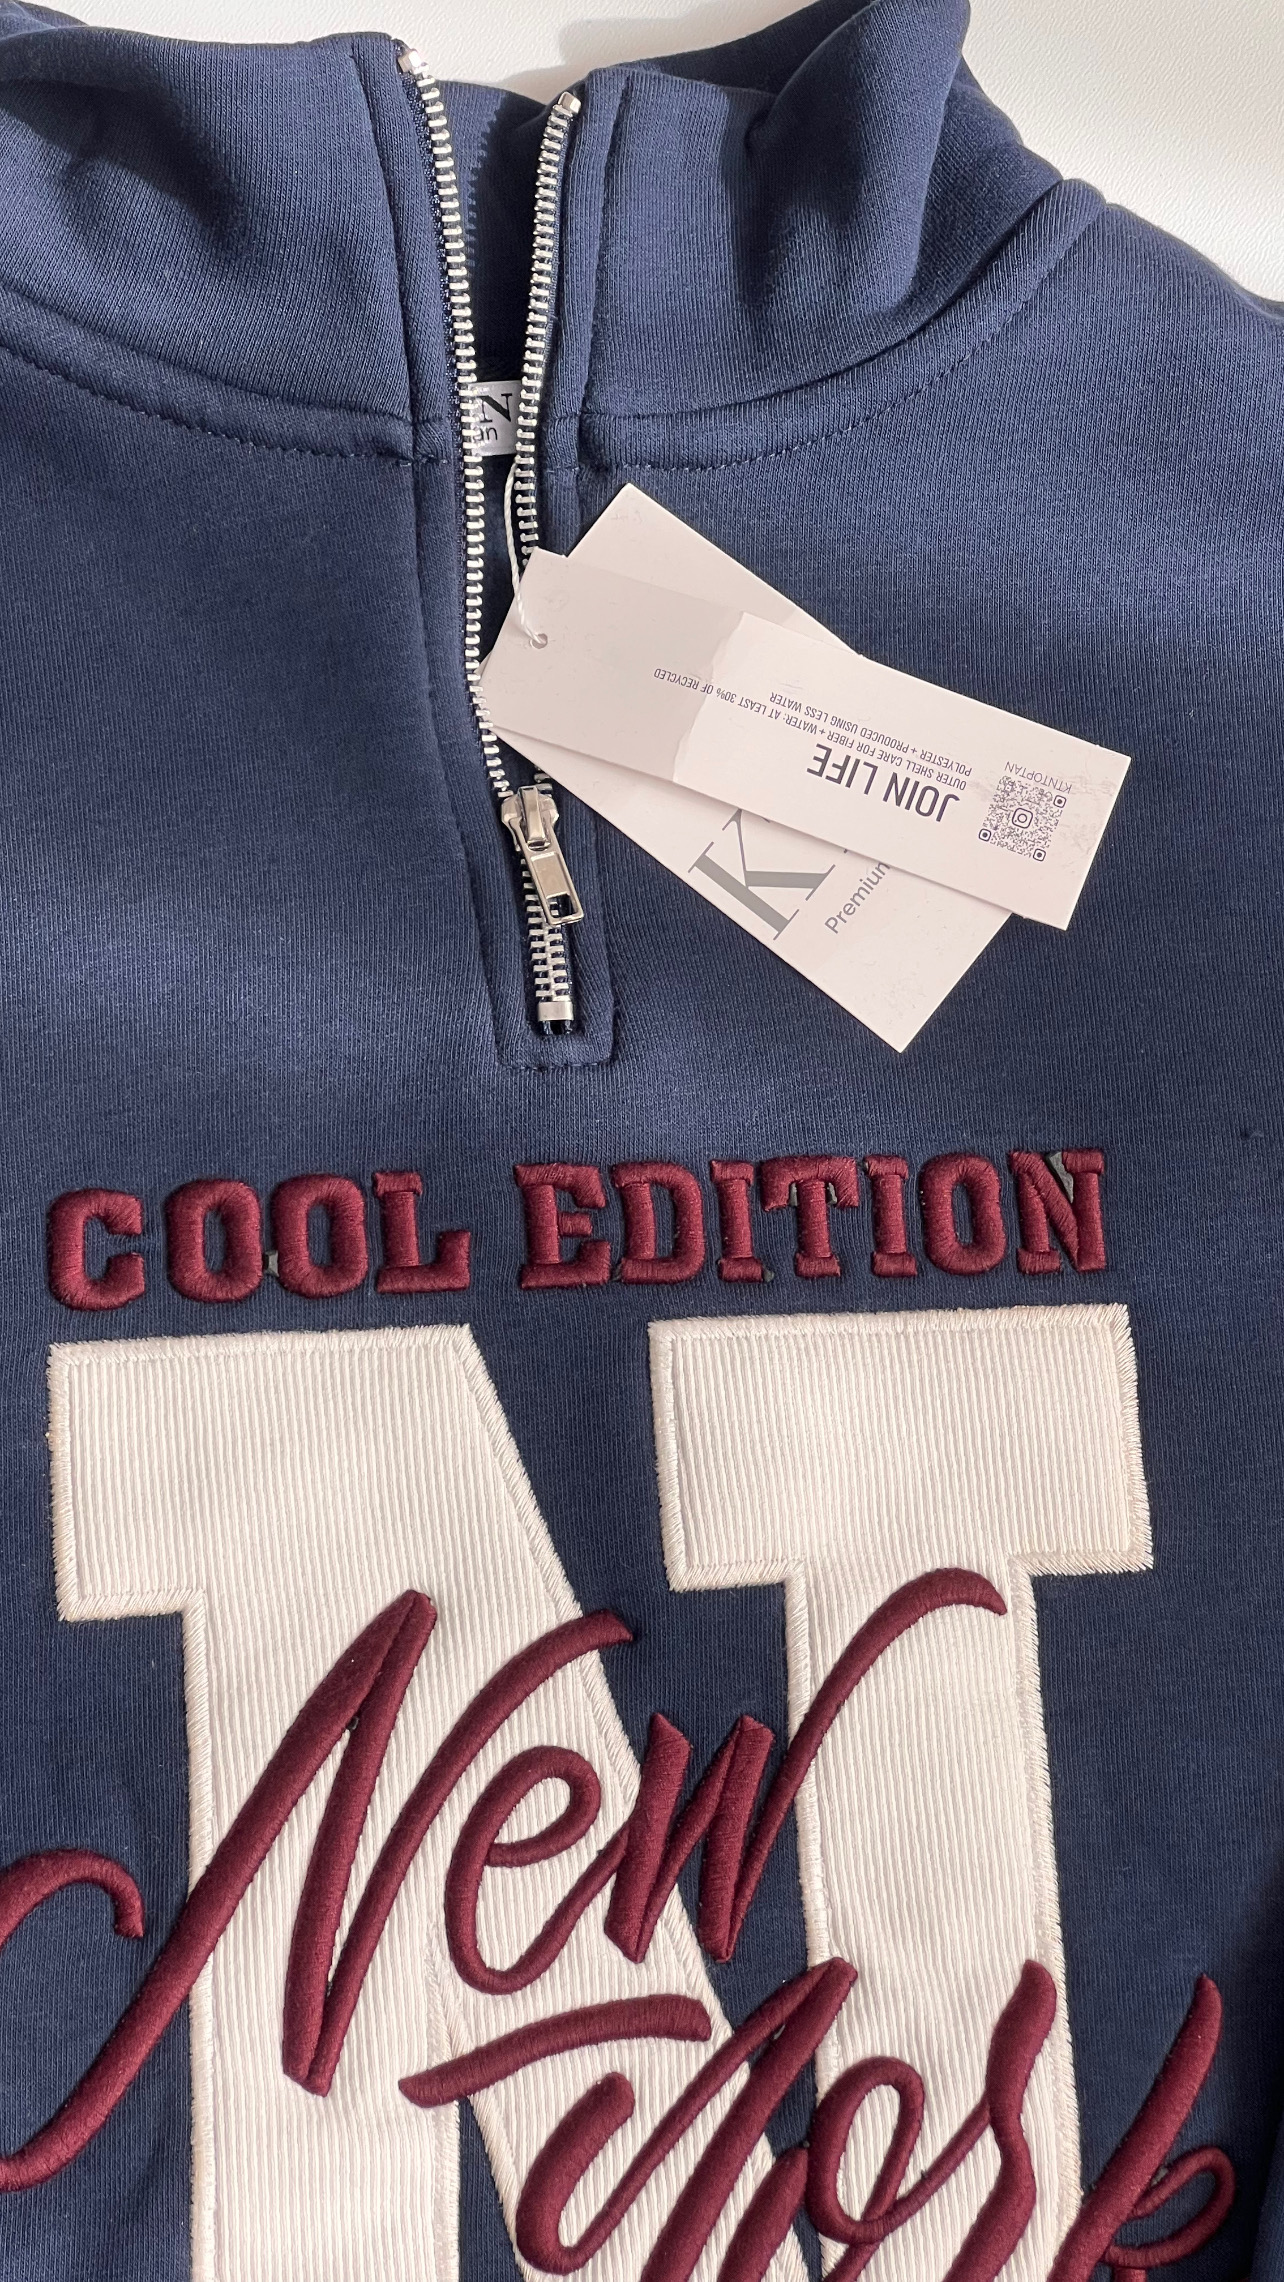 JOIN LIFE
OUTER SHELL CARE FOR FIBER + WATER: AT LEAST 30% OF RECYCLED
POLYESTER + PRODUCED USING LESS WATER
KTNTOPTAN
Premium
COOL EDITION
N
New
York